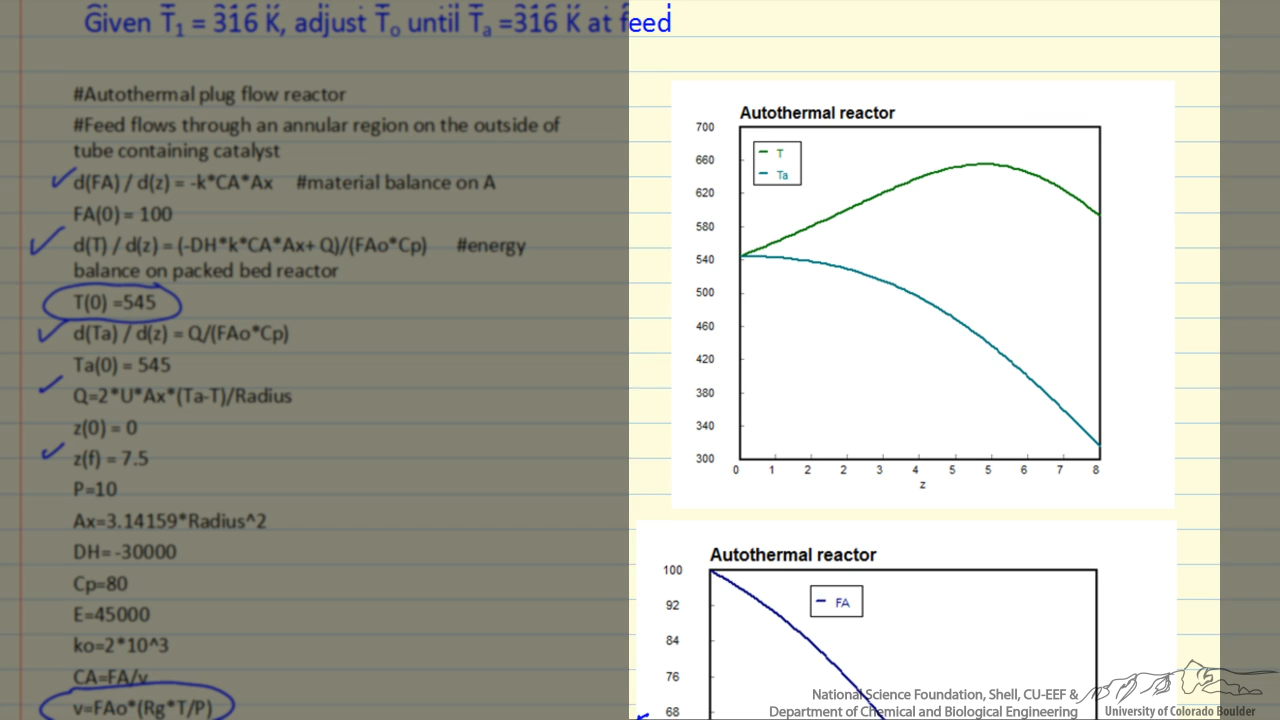 Given T1 = 316 K, adjust To until Ta =316 K at feed
#Autothermal plug flow reactor
#Feed flows through an annular region on the outside of
tube containing catalyst
d(FA) / d(z) = -k*CA*Ax #material balance on A
FA(0) = 100
d(T) / d(z) = (-DH*k*CA*Ax+ Q)/(FAo*Cp) #energy
balance on packed bed reactor
T(0) =545
d(Ta) / d(z) = Q/(FAo*Cp)
Ta(0) = 545
Q=2*U*Ax*(Ta-T)/Radius
z(0) = 0
z(f) = 7.5
P=10
Ax=3.14159*Radius^2
DH= -30000
Cp=80
E=45000
ko=2*10^3
CA=FA/v
v=FAo*(Rg*T/P)
Autothermal reactor
700
660
620
580
540
500
460
420
380
340
300
T
Ta
0 1 2 2 3 4 5 5 6 7 8
z
Autothermal reactor
100
92
84
76
68
FA
National Science Foundation, Shell, CU-EEF &
Department of Chemical and Biological Engineering
University of Colorado Boulder